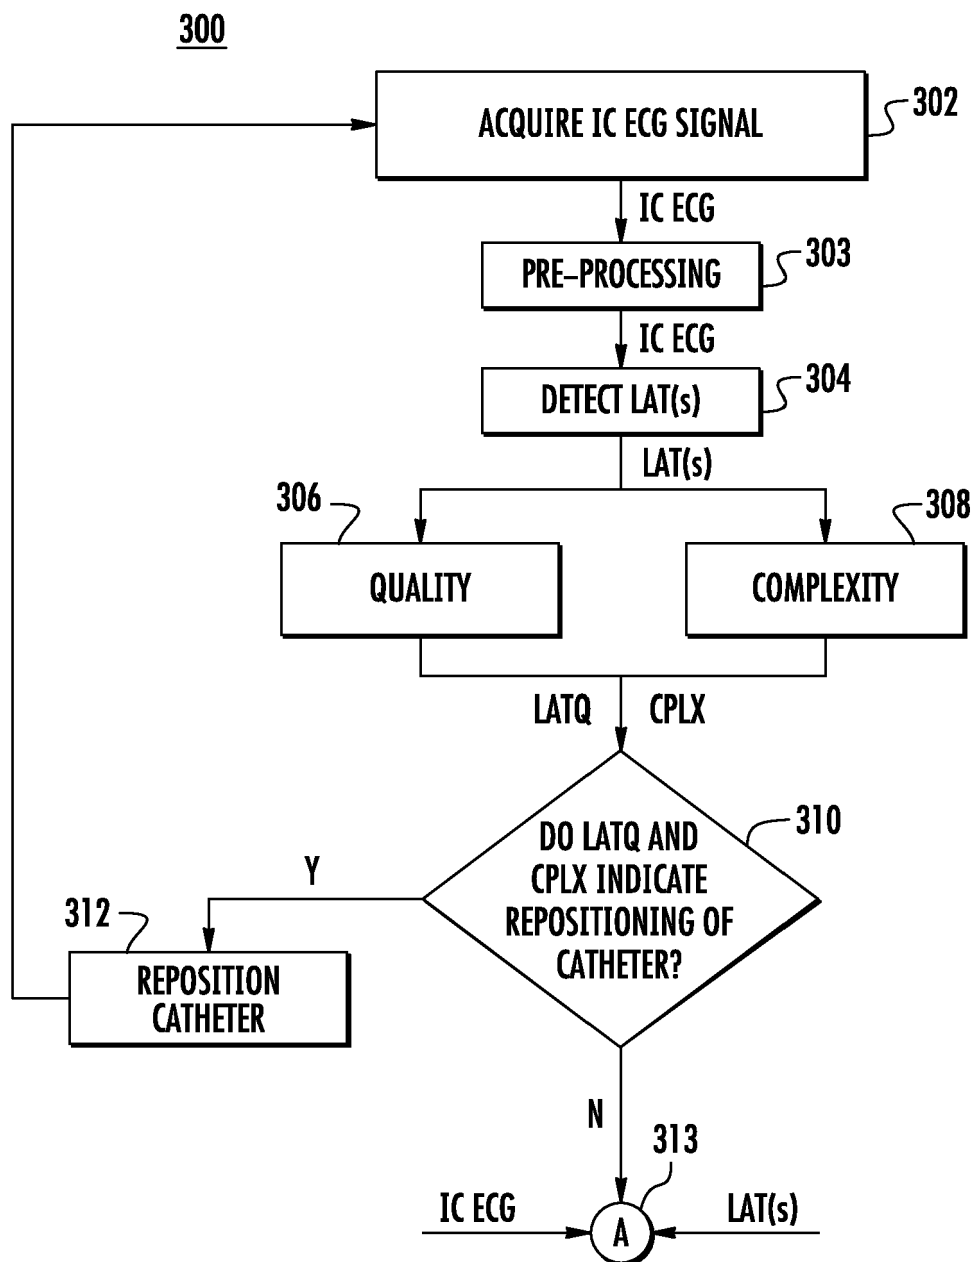 300
ACQUIRE IC ECG SIGNAL
302
IC ECG
PRE–PROCESSING
303
IC ECG
DETECT LAT(s)
304
LAT(s)
306
308
QUALITY
COMPLEXITY
LATQ
CPLX
310
DO LATQ AND
CPLX INDICATE
REPOSITIONING OF
CATHETER?
Y
312
REPOSITION
CATHETER
N
313
IC ECG
A
LAT(s)